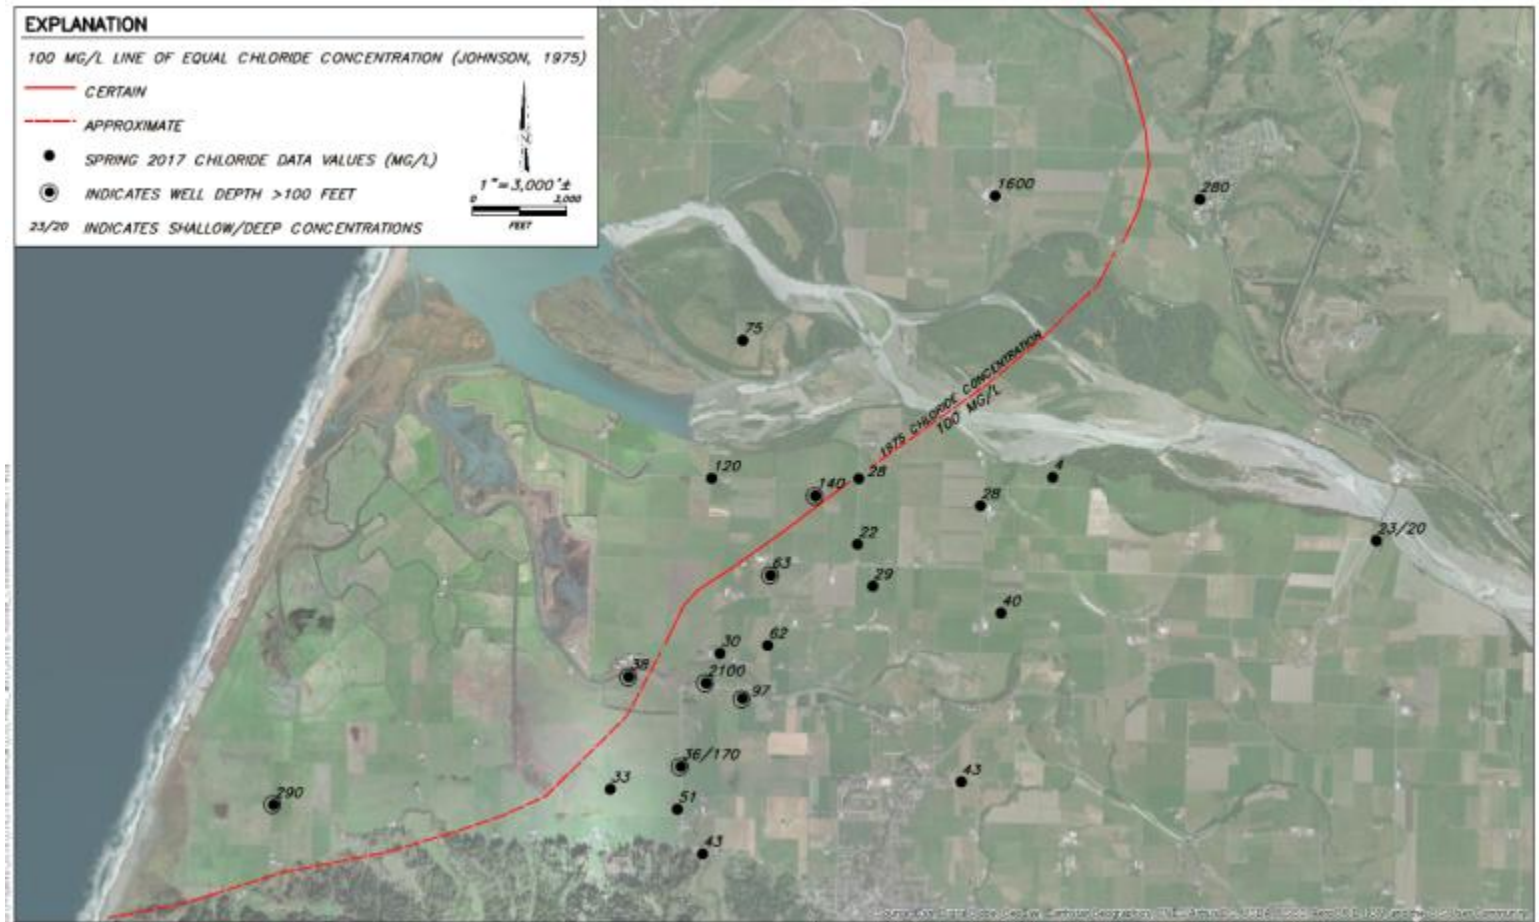 EXPLANATION
100 MG/L LINE OF EQUAL CHLORIDE CONCENTRATION (JOHNSON, 1975)
CERTAIN
APPROXIMATE
SPRING 2017 CHLORIDE DATA VALUES (MG/L)
INDICATES WELL DEPTH >100 FEET
23/20 INDICATES SHALLOW/DEEP CONCENTRATIONS
1"=3,000'±
0 3,000
FEET
1600
280
75
1975 CHLORIDE CONCENTRATION
100 MG/L
120
140
28
4
28
22
23/20
63
29
40
62
30
38
2100
97
36/170
33
43
290
51
43